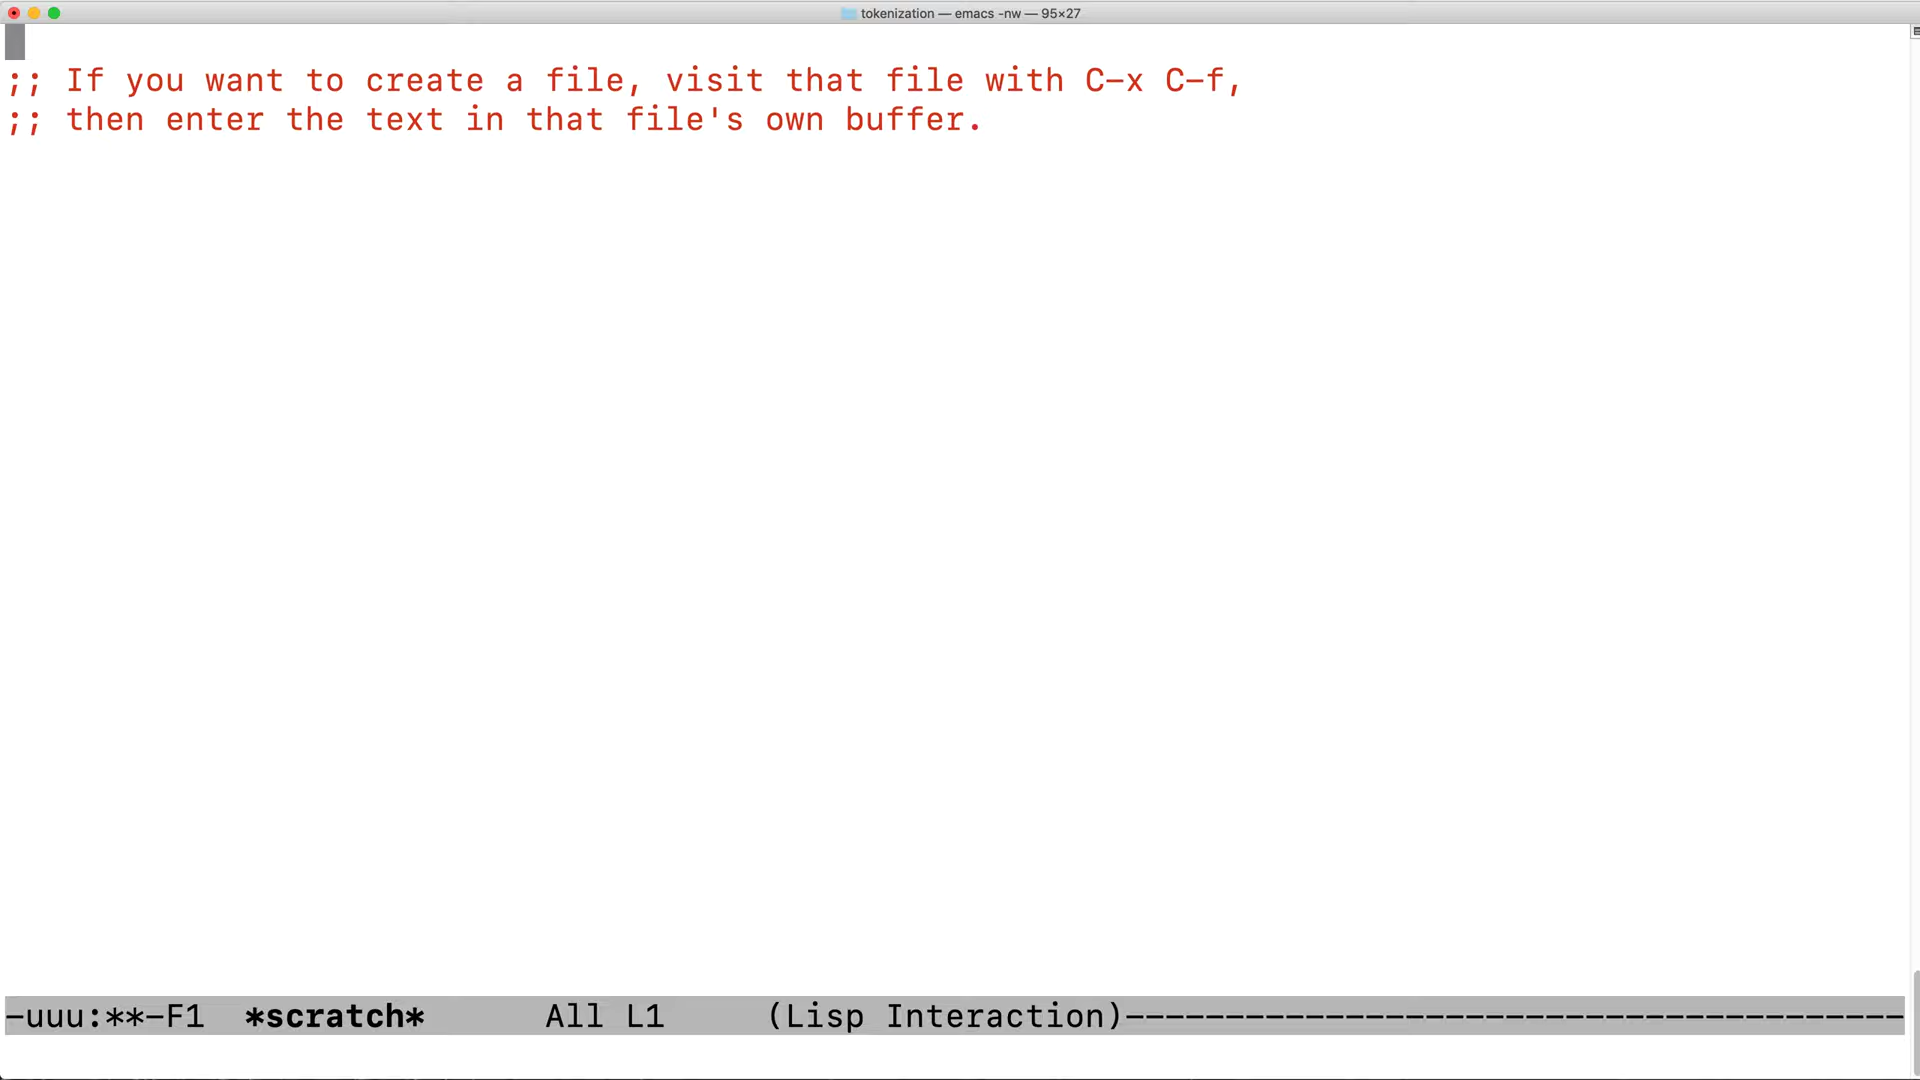 tokenization — emacs -nw — 95×27
;; If you want to create a file, visit that file with C-x C-f,
;; then enter the text in that file's own buffer.
-uuu:**-F1  *scratch*      All L1     (Lisp Interaction)---------------------------------------